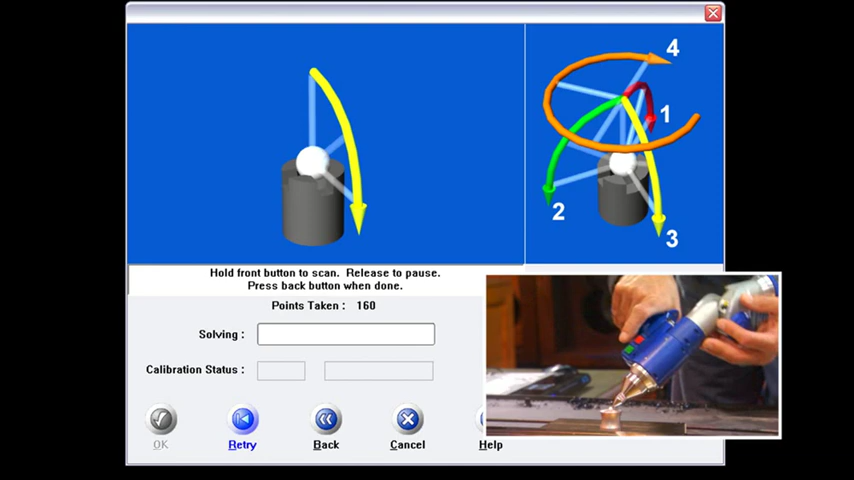 4
1
2
3
Hold front button to scan. Release to pause.
Press back button when done.
Points Taken : 160
Solving :
Calibration Status :
OK
Retry
Back
Cancel
Help